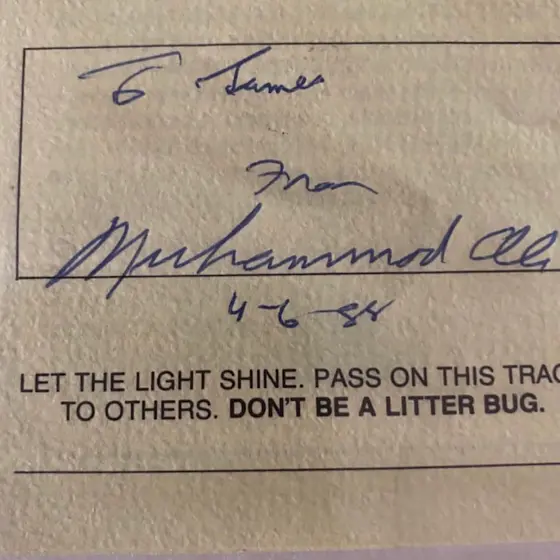 To James
From
Muhammad Ali
4-6-88
LET THE LIGHT SHINE. PASS ON THIS TRAC
TO OTHERS. DON'T BE A LITTER BUG.